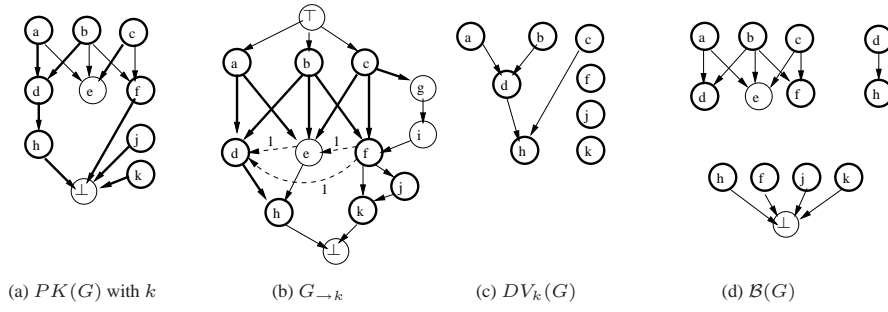 a b c
d e f
h j
k
⊥
⊤
a b c
g
i
1 1
d e f
1
j
h k
⊥
a b c
d f
j
h k
a b c d
d e f h
h f j k
⊥
(a) PK(G) with k (b) G→k (c) DVk(G) (d) B(G)